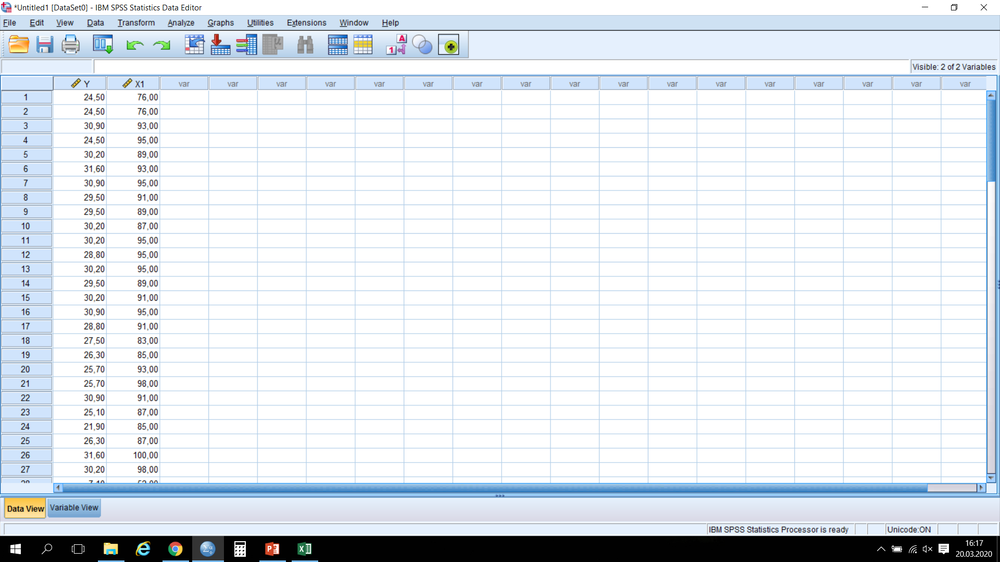 *Untitled1 [DataSet0] - IBM SPSS Statistics Data Editor
File Edit View Data Transform Analyze Graphs Utilities Extensions Window Help
Visible: 2 of 2 Variables
Y X1 var var var var var var var var var var var var var var var var var
1 24,50 76,00
2 24,50 76,00
3 30,90 93,00
4 24,50 95,00
5 30,20 89,00
6 31,60 93,00
7 30,90 95,00
8 29,50 91,00
9 29,50 89,00
10 30,20 87,00
11 30,20 95,00
12 28,80 95,00
13 30,20 95,00
14 29,50 89,00
15 30,20 91,00
16 30,90 95,00
17 28,80 91,00
18 27,50 83,00
19 26,30 85,00
20 25,70 93,00
21 25,70 98,00
22 30,90 91,00
23 25,10 87,00
24 21,90 85,00
25 26,30 87,00
26 31,60 100,00
27 30,20 98,00
Data View Variable View
IBM SPSS Statistics Processor is ready Unicode:ON
16:17
20.03.2020